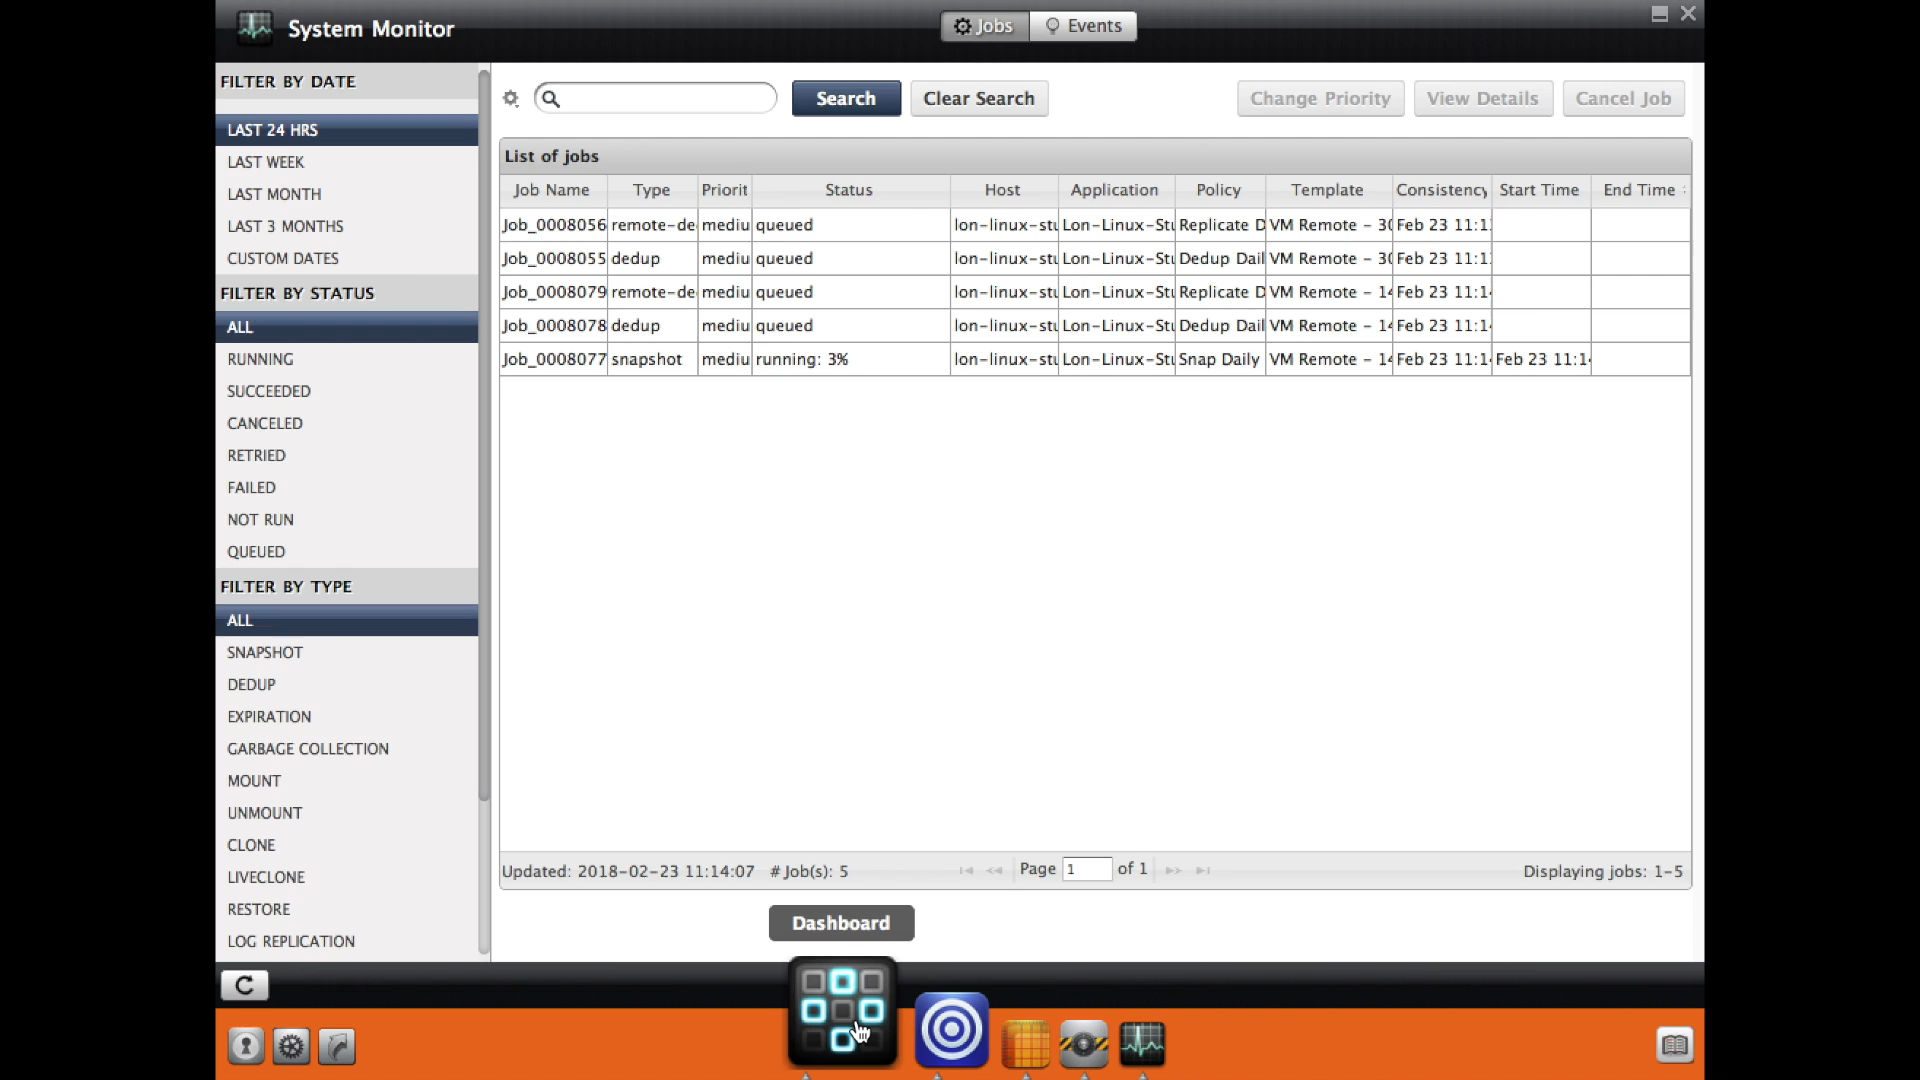 System Monitor
Jobs
Events
FILTER BY DATE
LAST 24 HRS
LAST WEEK
LAST MONTH
LAST 3 MONTHS
CUSTOM DATES
FILTER BY STATUS
ALL
RUNNING
SUCCEEDED
CANCELED
RETRIED
FAILED
NOT RUN
QUEUED
FILTER BY TYPE
ALL
SNAPSHOT
DEDUP
EXPIRATION
GARBAGE COLLECTION
MOUNT
UNMOUNT
CLONE
LIVECLONE
RESTORE
LOG REPLICATION
Search
Clear Search
Change Priority
View Details
Cancel Job
List of jobs
Job Name Type Priorit Status Host Application Policy Template Consistency Start Time End Time
Job_0008056 remote-de mediu queued lon-linux-stu Lon-Linux-Stu Replicate D VM Remote - 30 Feb 23 11:1
Job_0008055 dedup mediu queued lon-linux-stu Lon-Linux-Stu Dedup Dail VM Remote - 30 Feb 23 11:1
Job_0008079 remote-de mediu queued lon-linux-stu Lon-Linux-Stu Replicate D VM Remote - 14 Feb 23 11:14
Job_0008078 dedup mediu queued lon-linux-stu Lon-Linux-Stu Dedup Dail VM Remote - 14 Feb 23 11:14
Job_0008077 snapshot mediu running: 3% lon-linux-stu Lon-Linux-Stu Snap Daily VM Remote - 14 Feb 23 11:14 Feb 23 11:14
Updated: 2018-02-23 11:14:07 # Job(s): 5 Page 1 of 1 Displaying jobs: 1-5
Dashboard